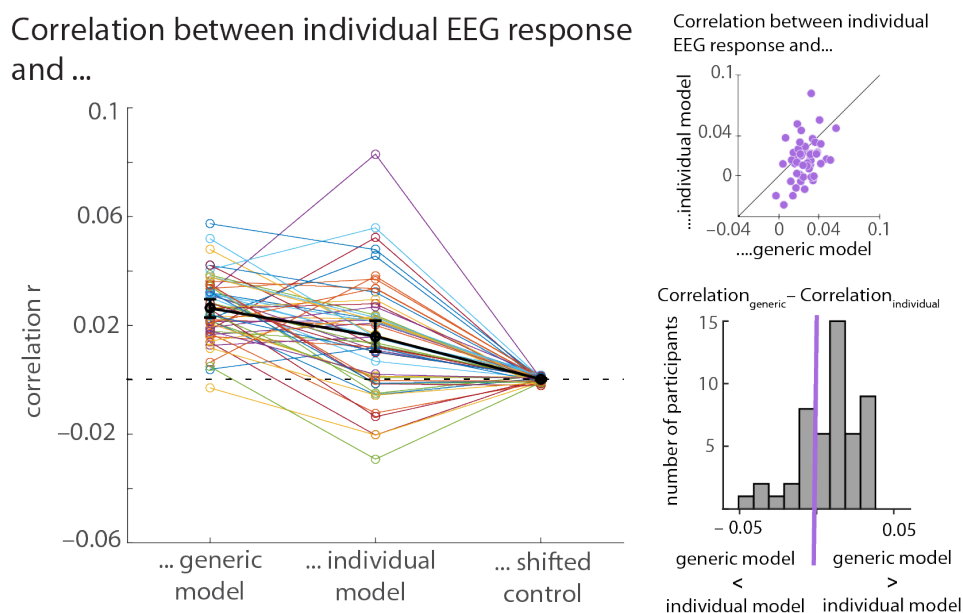 Correlation between individual EEG response
and ...
0.1
0.06
0.02
−0.02
−0.06
correlation r
... generic
model
... individual
model
... shifted
control
Correlation between individual
EEG response and...
0.1
0.04
0
...individual model
−0.04
0
0.04
0.1
....generic model
Correlationgeneric− Correlationindividual
15
10
5
number of participants
− 0.05
0.05
generic model
<
individual model
generic model
>
individual model